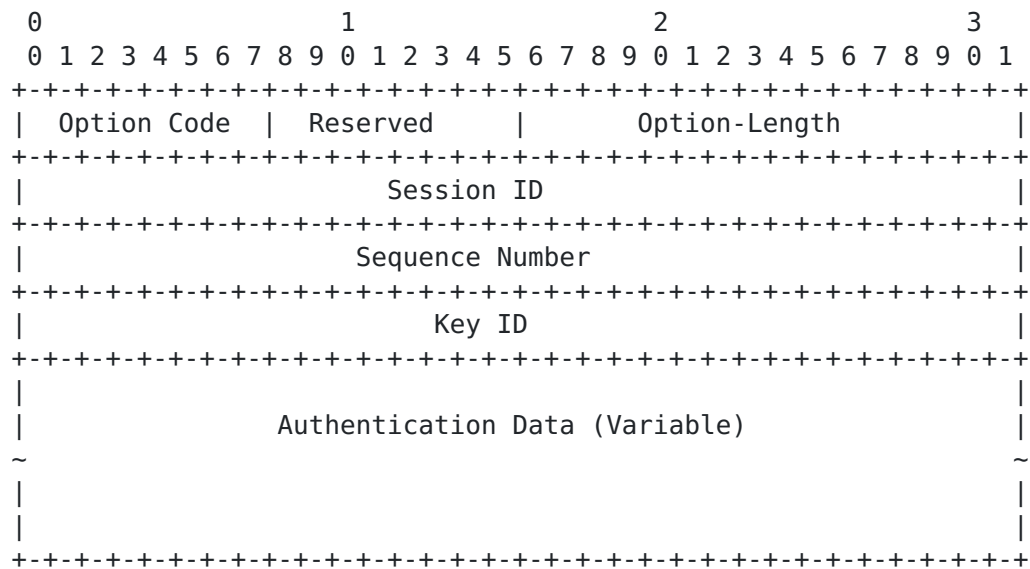 0                   1                   2                   3
 0 1 2 3 4 5 6 7 8 9 0 1 2 3 4 5 6 7 8 9 0 1 2 3 4 5 6 7 8 9 0 1
+-+-+-+-+-+-+-+-+-+-+-+-+-+-+-+-+-+-+-+-+-+-+-+-+-+-+-+-+-+-+-+-+
|  Option Code  |  Reserved     |       Option-Length           |
+-+-+-+-+-+-+-+-+-+-+-+-+-+-+-+-+-+-+-+-+-+-+-+-+-+-+-+-+-+-+-+-+
|                       Session ID                              |
+-+-+-+-+-+-+-+-+-+-+-+-+-+-+-+-+-+-+-+-+-+-+-+-+-+-+-+-+-+-+-+-+
|                     Sequence Number                           |
+-+-+-+-+-+-+-+-+-+-+-+-+-+-+-+-+-+-+-+-+-+-+-+-+-+-+-+-+-+-+-+-+
|                          Key ID                               |
+-+-+-+-+-+-+-+-+-+-+-+-+-+-+-+-+-+-+-+-+-+-+-+-+-+-+-+-+-+-+-+-+
|                                                               |
|                Authentication Data (Variable)                 |
~                                                               ~
|                                                               |
|                                                               |
+-+-+-+-+-+-+-+-+-+-+-+-+-+-+-+-+-+-+-+-+-+-+-+-+-+-+-+-+-+-+-+-+